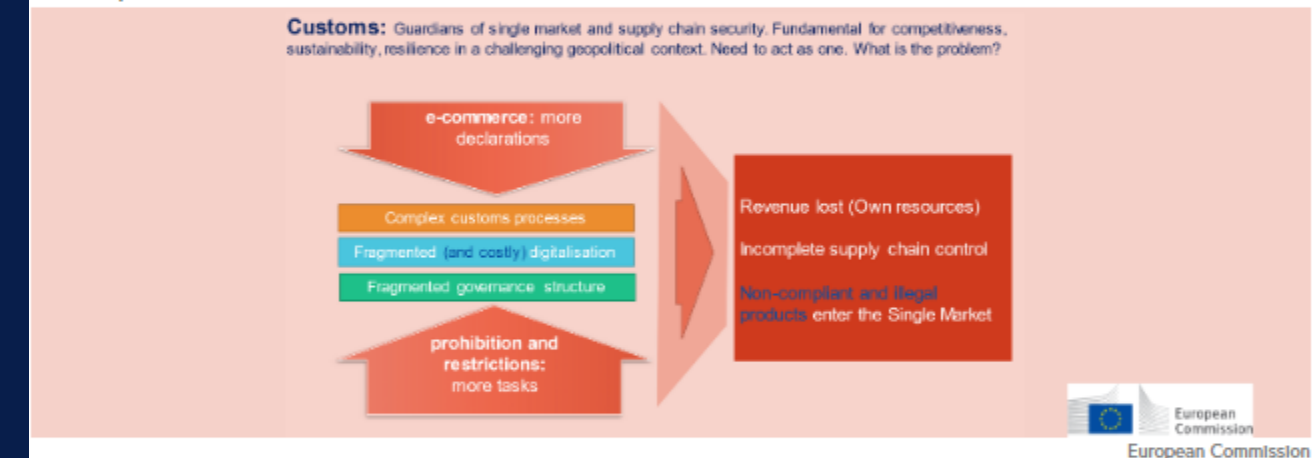 Customs: Guardians of single market and supply chain security. Fundamental for competitiveness,
sustainability, resilience in a challenging geopolitical context. Need to act as one. What is the problem?
e-commerce: more
declarations
Complex customs processes
Fragmented (and costly) digitalisation
Fragmented governance structure
prohibition and
restrictions:
more tasks
Revenue lost (Own resources)
Incomplete supply chain control
Non-compliant and illegal
products enter the Single Market
European
Commission
European Commission